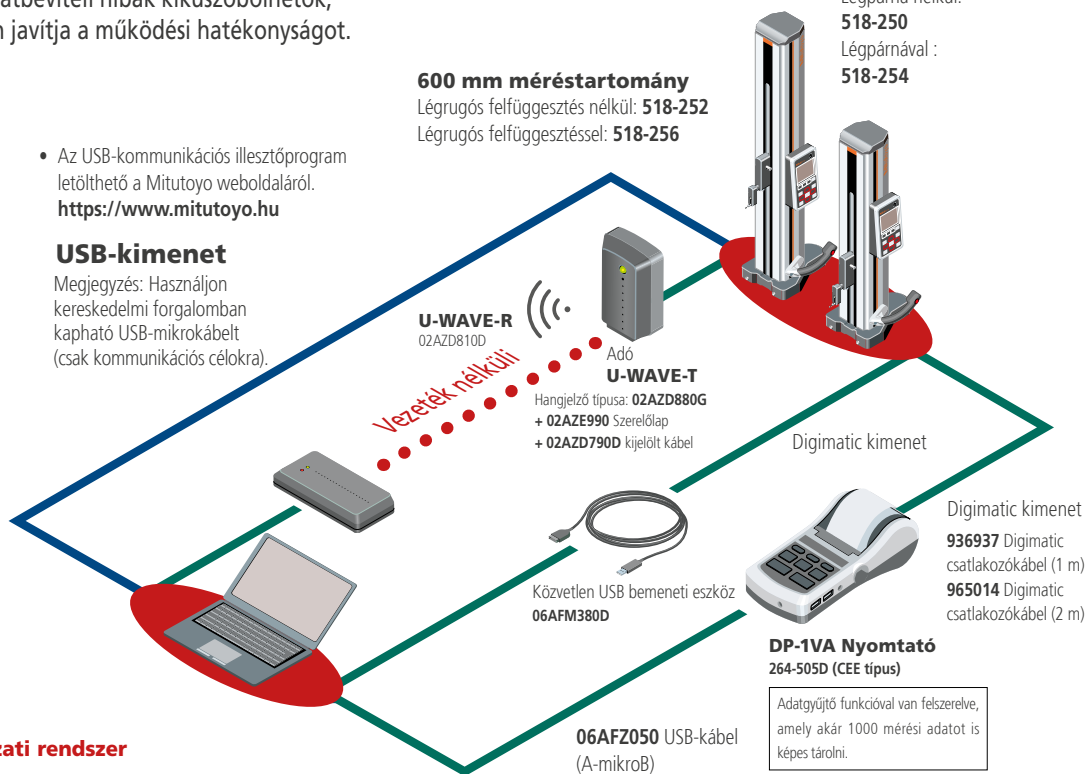 javítja a működési hatékonyságot.
Légpárna nélkül:
518-250
Légpárnával :
518-254
600 mm méréstartomány
Légrugós felfüggesztés nélkül: 518-252
Légrugós felfüggesztéssel: 518-256
• Az USB-kommunikációs illesztőprogram
letölthető a Mitutoyo weboldaláról.
https://www.mitutoyo.hu
USB-kimenet
Megjegyzés: Használjon
kereskedelmi forgalomban
kapható USB-mikrokábelt
(csak kommunikációs célokra).
U-WAVE-R
02AZD810D
Vezeték nélküli
Adó
U-WAVE-T
Hangjelző típusa: 02AZD880G
+ 02AZE990 Szerelőlap
+ 02AZD790D kijelölt kábel
Digimatic kimenet
Közvetlen USB bemeneti eszköz
06AFM380D
Digimatic kimenet
936937 Digimatic
csatlakozókábel (1 m)
965014 Digimatic
csatlakozókábel (2 m)
DP-1VA Nyomtató
264-505D (CEE típus)
Adatgyűjtő funkcióval van felszerelve,
amely akár 1000 mérési adatot is
képes tárolni.
06AFZ050 USB-kábel
(A-mikroB)
zati rendszer